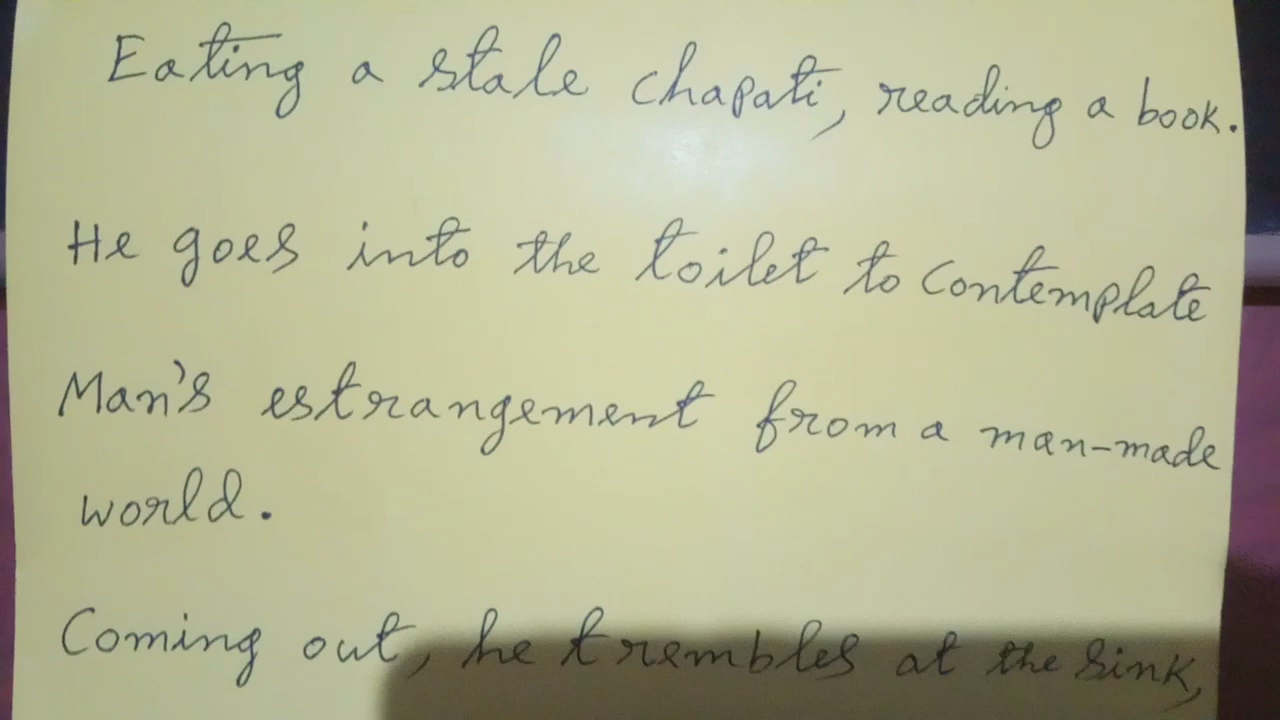 Eating a stale chapati, reading a book.
He goes into the toilet to contemplate
Man's estrangement from a man-made
world.
Coming out, he trembles at the sink,